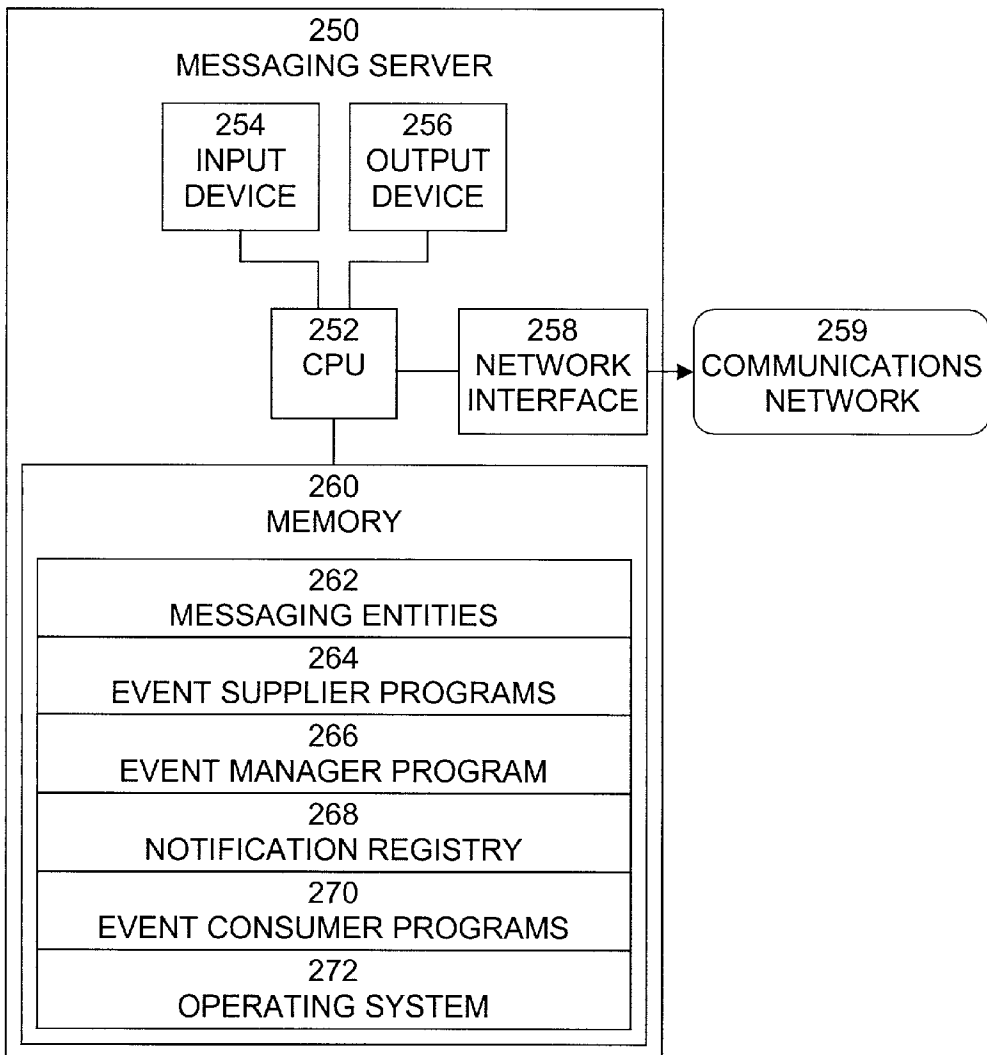 250
MESSAGING SERVER
254
INPUT
DEVICE
256
OUTPUT
DEVICE
252
CPU
258
NETWORK
INTERFACE
259
COMMUNICATIONS
NETWORK
260
MEMORY
262
MESSAGING ENTITIES
264
EVENT SUPPLIER PROGRAMS
266
EVENT MANAGER PROGRAM
268
NOTIFICATION REGISTRY
270
EVENT CONSUMER PROGRAMS
272
OPERATING SYSTEM